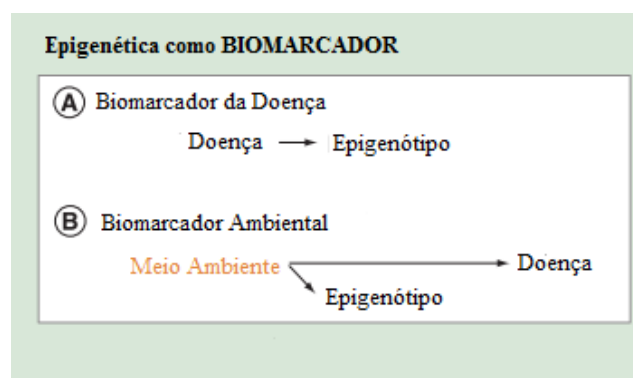 Epigenética como BIOMARCADOR
A Biomarcador da Doença
Doença Epigenótipo
B Biomarcador Ambiental
Meio Ambiente Doença
Epigenótipo